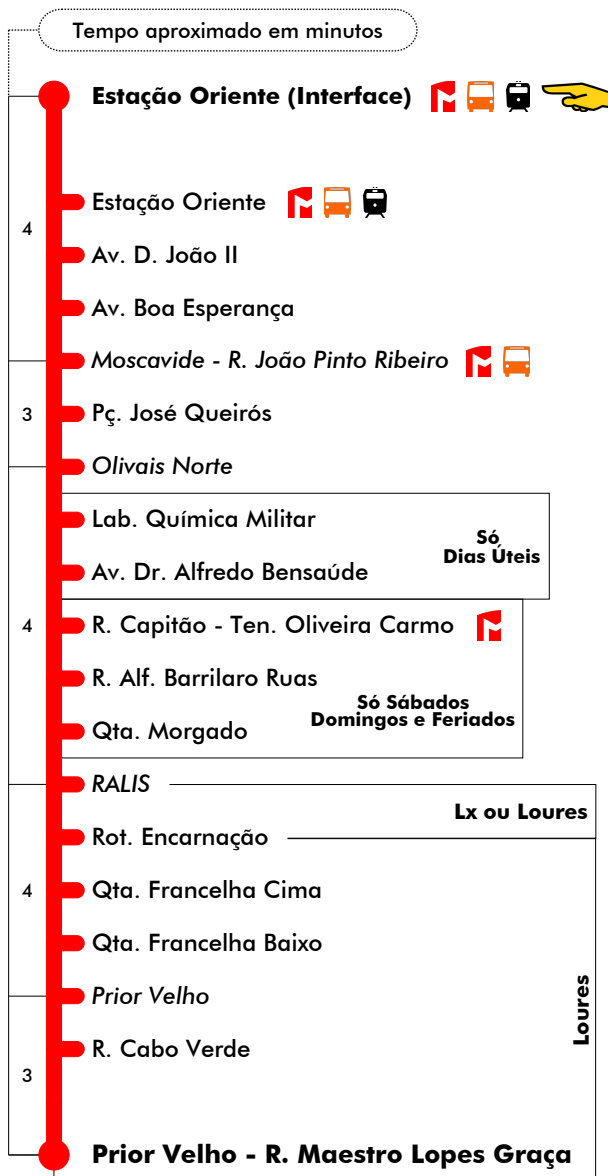 Tempo aproximado em minutos
Estação Oriente (Interface)
Estação Oriente
4
Av. D. João II
Av. Boa Esperança
Moscavide - R. João Pinto Ribeiro
3
Pç. José Queirós
Olivais Norte
Lab. Química Militar
Só
Dias Úteis
Av. Dr. Alfredo Bensaúde
4
R. Capitão - Ten. Oliveira Carmo
R. Alf. Barrilaro Ruas
Só Sábados
Domingos e Feriados
Qta. Morgado
RALIS
Lx ou Loures
Rot. Encarnação
4
Qta. Francelha Cima
Qta. Francelha Baixo
Prior Velho
Loures
R. Cabo Verde
3
Prior Velho - R. Maestro Lopes Graça